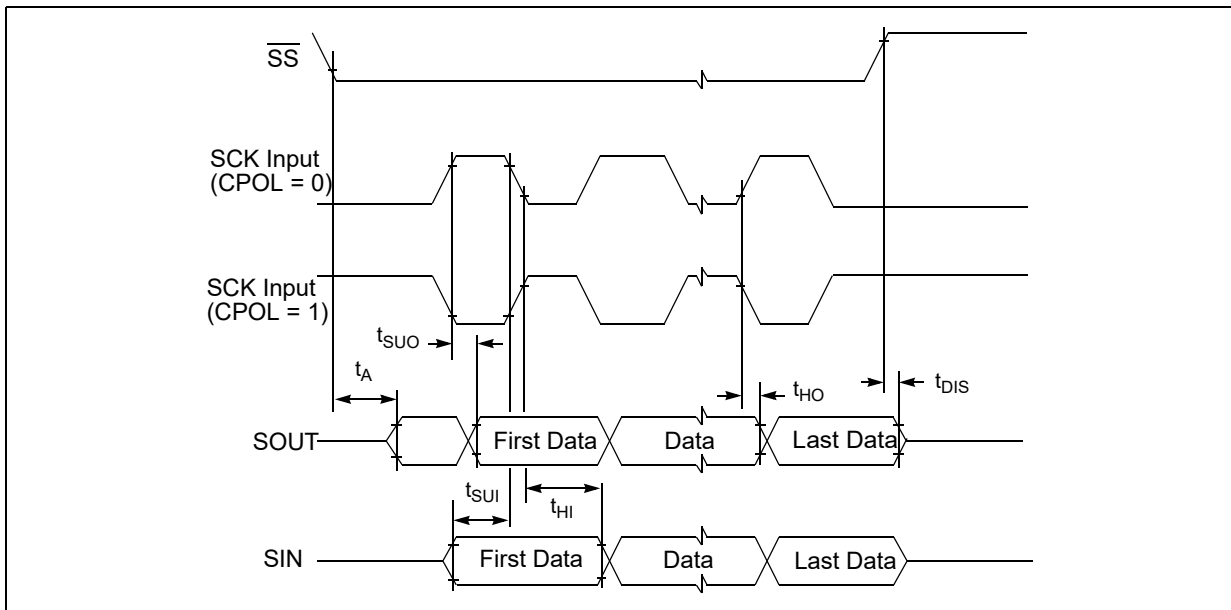 SS
SCK Input
(CPOL = 0)
SCK Input
(CPOL = 1)
tSUO
tA
tHO
tDIS
SOUT
First Data
Data
Last Data
tSUI
tHI
SIN
First Data
Data
Last Data